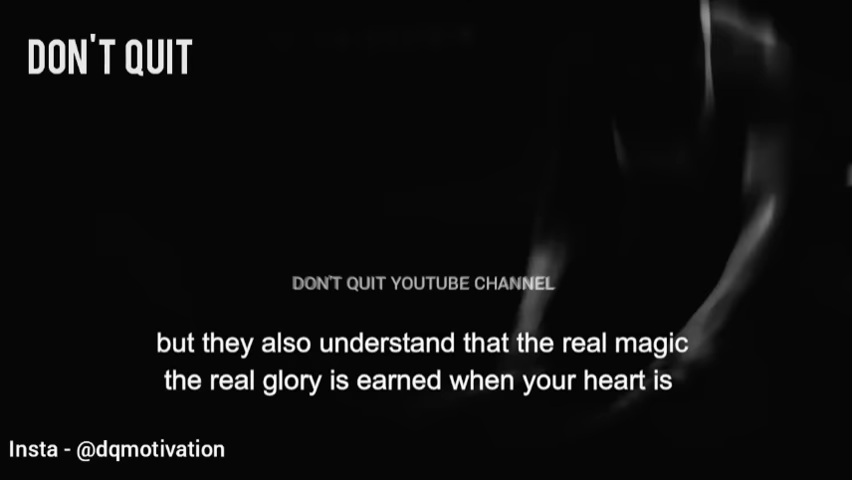 DON'T QUIT
DON'T QUIT YOUTUBE CHANNEL
but they also understand that the real magic
the real glory is earned when your heart is
Insta - @dqmotivation